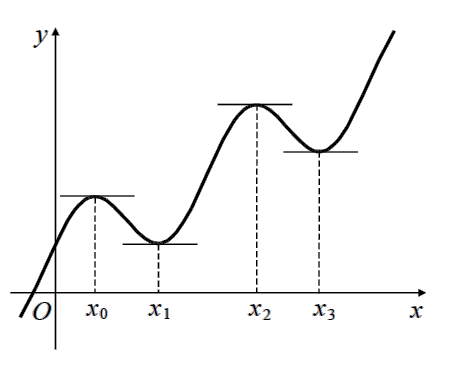 y
O x₀ x₁ x₂ x₃ x